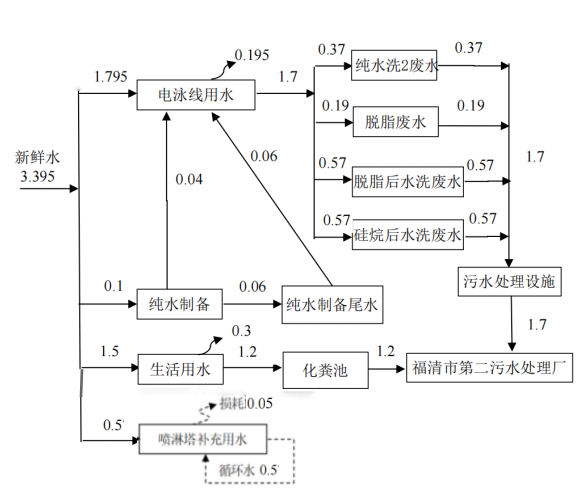 0.195
0.37
0.37
1.795
1.7
纯水洗2废水
电泳线用水
0.19
0.19
脱脂废水
新鲜水
3.395
0.04
0.06
1.7
0.57
0.57
脱脂后水洗废水
0.57
0.57
硅烷后水洗废水
污水处理设施
0.1
0.06
纯水制备
纯水制备尾水
1.7
0.3
1.5
1.2
1.2
生活用水
化粪池
福清市第二污水处理厂
损耗0.05
0.5
喷淋塔补充用水
循环水 0.5